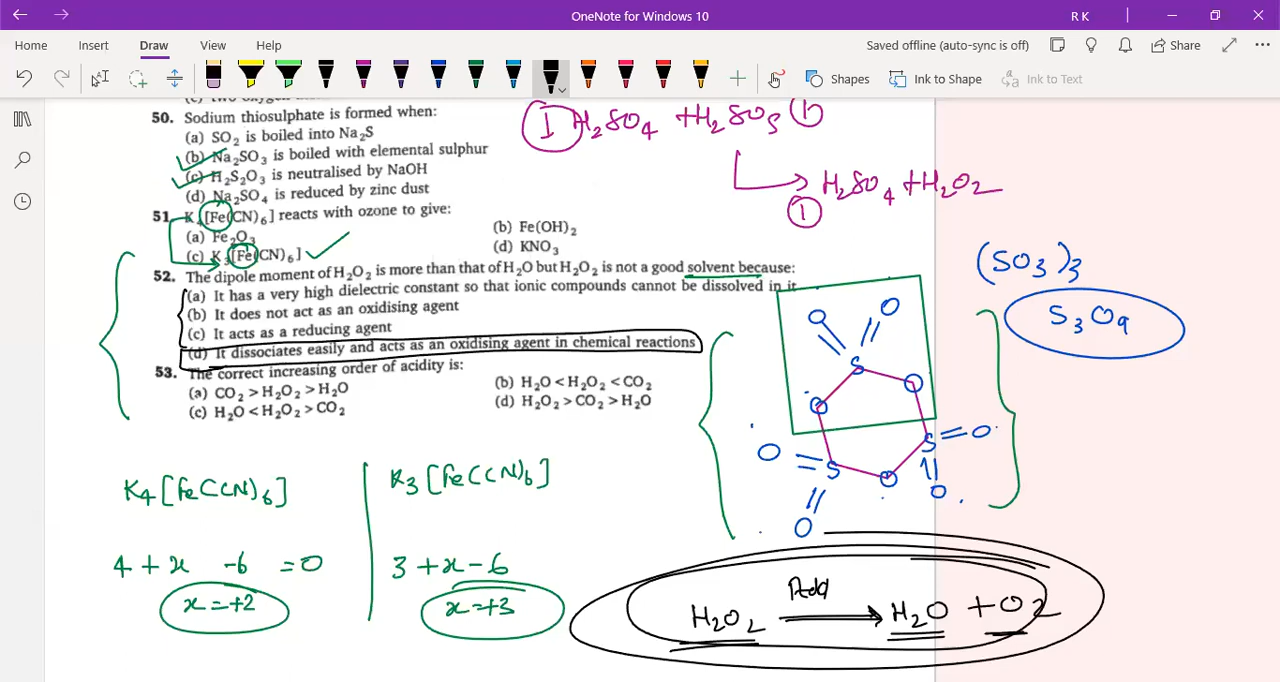 OneNote for Windows 10
R K
Home Insert Draw View Help
Saved offline (auto-sync is off)
Share
Shapes
Ink to Shape
Ink to Text
50. Sodium thiosulphate is formed when:
(a) SO2 is boiled into Na2S
(b) Na2SO3 is boiled with elemental sulphur
(c) H2S2O3 is neutralised by NaOH
(d) Na2SO4 is reduced by zinc dust
51. K4[Fe(CN)6] reacts with ozone to give:
(a) Fe2O3
(b) Fe(OH)2
(c) K3[Fe(CN)6]
(d) KNO3
52. The dipole moment of H2O2 is more than that of H2O but H2O2 is not a good solvent because:
(a) It has a very high dielectric constant so that ionic compounds cannot be dissolved in it
(b) It does not act as an oxidising agent
(c) It acts as a reducing agent
(d) It dissociates easily and acts as an oxidising agent in chemical reactions
53. The correct increasing order of acidity is:
(a) CO2 > H2O2 > H2O
(b) H2O < H2O2 < CO2
(c) H2O < H2O2 > CO2
(d) H2O2 > CO2 > H2O
1 H2SO4 + H2SO5 1
H2SO4 + H2O2
1
(SO3)3
S3O9
O O
S
O O
O S S = O
O O
O
K4[Fe(CN)6]
4 + x - 6 = 0
x = +2
K3[Fe(CN)6]
3 + x - 6
x = +3
H2O2 → H2O + O2